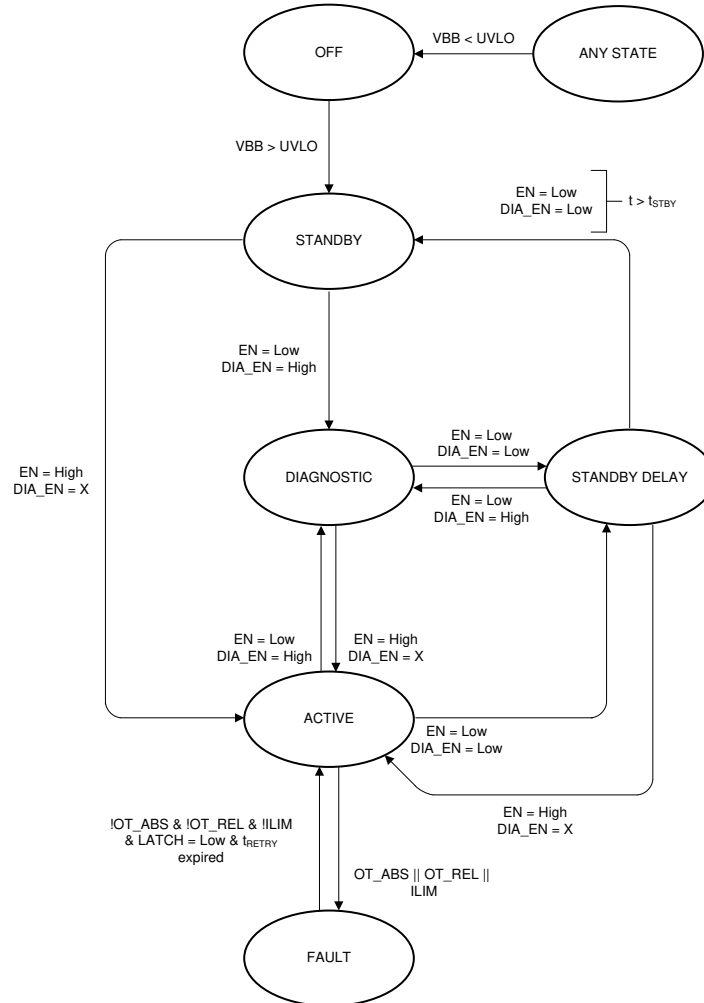 VBB < UVLO
OFF
ANY STATE
VBB > UVLO
EN = Low
DIA_EN = Low
t > tSTBY
STANDBY
EN = Low
DIA_EN = High
EN = Low
DIA_EN = Low
EN = High
DIA_EN = X
DIAGNOSTIC
STANDBY DELAY
EN = Low
DIA_EN = High
EN = Low
DIA_EN = High
EN = High
DIA_EN = X
ACTIVE
EN = Low
DIA_EN = Low
EN = High
DIA_EN = X
!OT_ABS & !OT_REL & !ILIM
& LATCH = Low & tRETRY
expired
OT_ABS || OT_REL ||
ILIM
FAULT